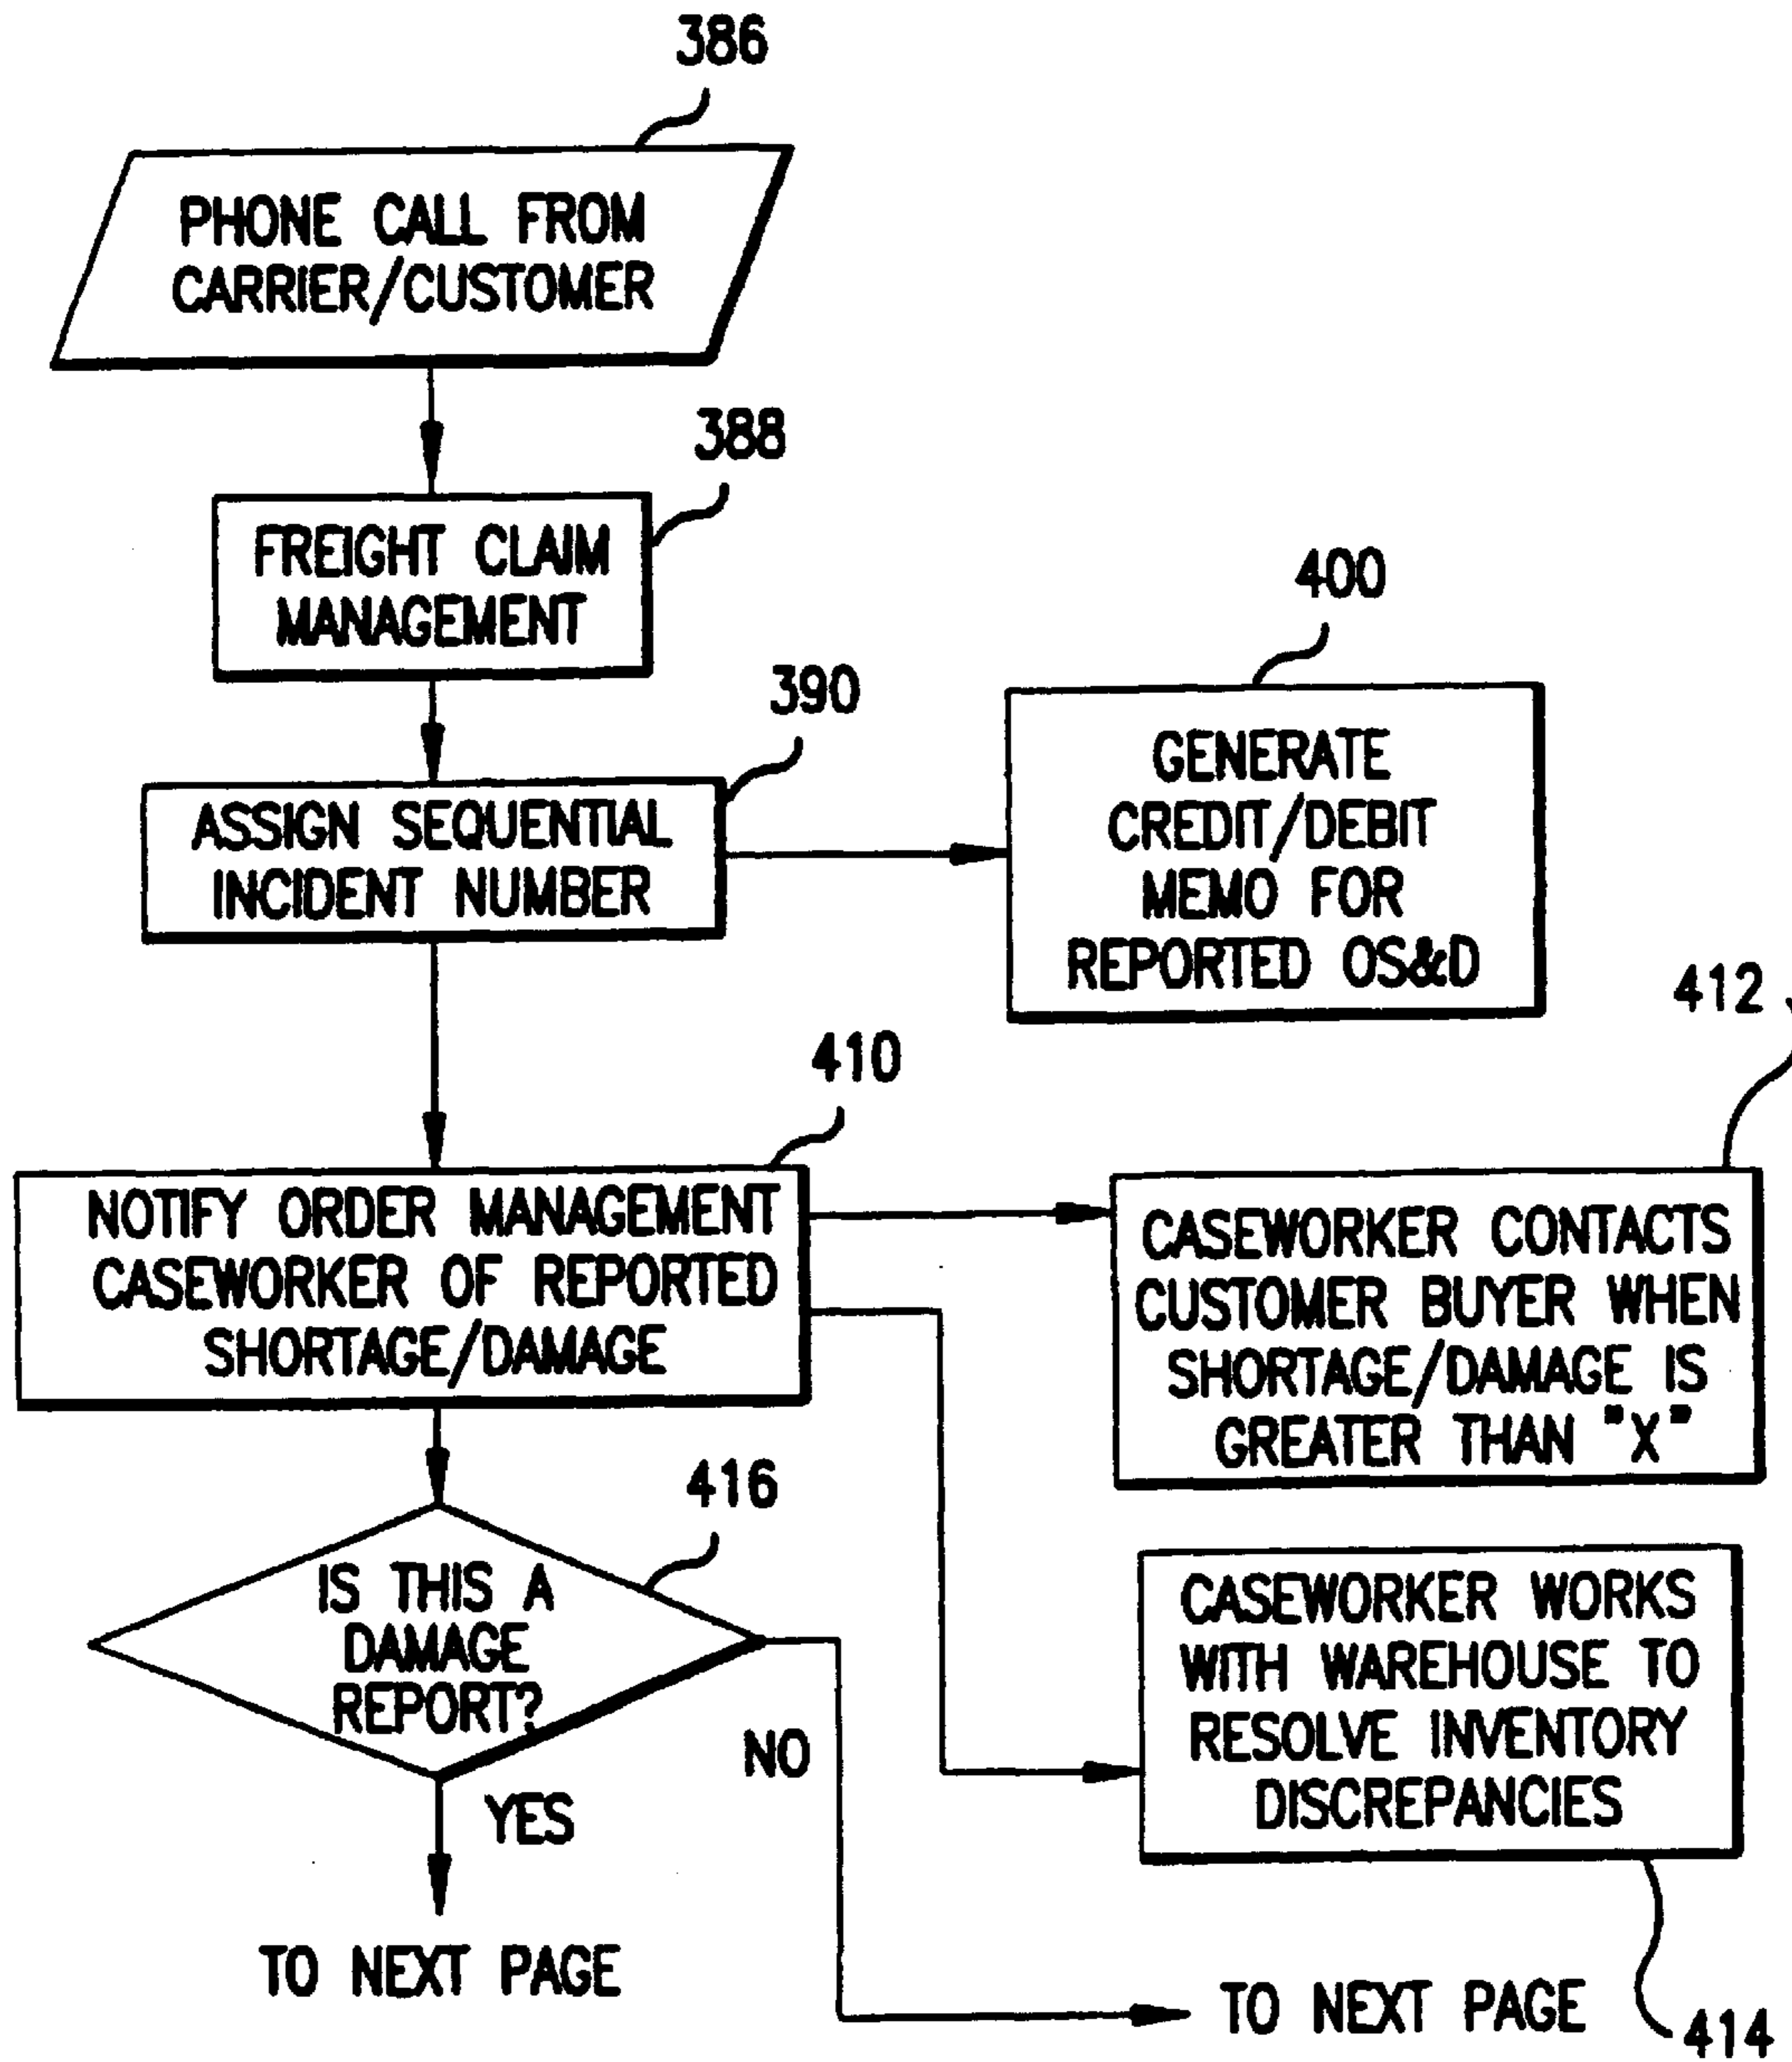 386
PHONE CALL FROM
CARRIER/CUSTOMER
388
FREIGHT CLAIM
MANAGEMENT
390
ASSIGN SEQUENTIAL
INCIDENT NUMBER
400
GENERATE
CREDIT/DEBIT
MEMO FOR
REPORTED OS&D
410
NOTIFY ORDER MANAGEMENT
CASEWORKER OF REPORTED
SHORTAGE/DAMAGE
412
CASEWORKER CONTACTS
CUSTOMER BUYER WHEN
SHORTAGE/DAMAGE IS
GREATER THAN "X"
416
IS THIS A
DAMAGE
REPORT?
NO
YES
CASEWORKER WORKS
WITH WAREHOUSE TO
RESOLVE INVENTORY
DISCREPANCIES
414
TO NEXT PAGE
TO NEXT PAGE